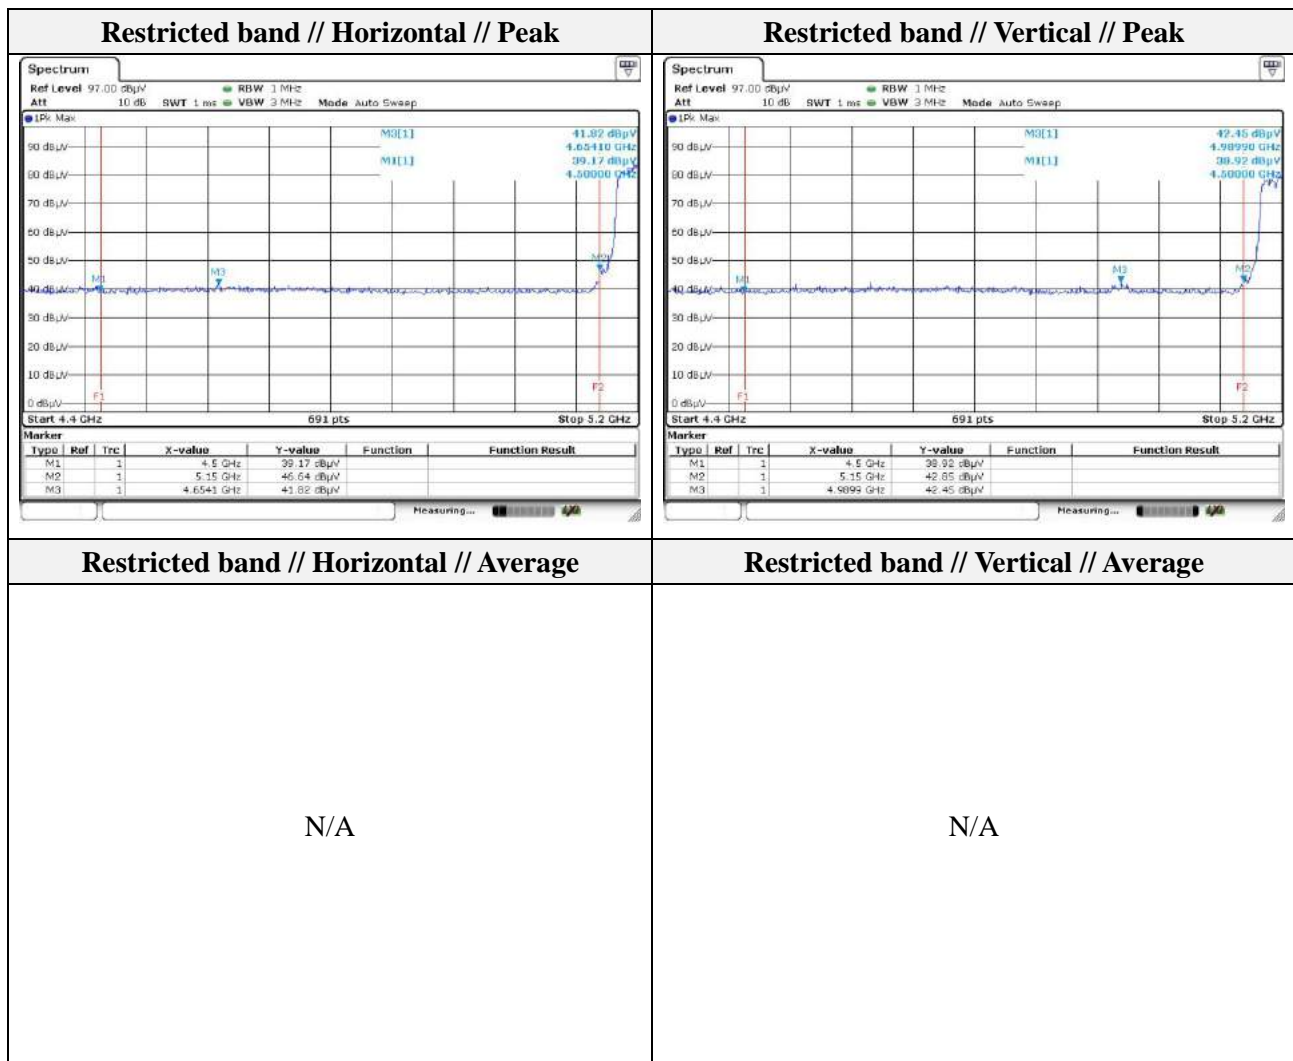 Restricted band // Horizontal // Peak
Restricted band // Vertical // Peak
Spectrum
Ref Level 97.00 dBµV RBW 1 MHz
Att 10 dB SWT 1 ms VBW 3 MHz Mode Auto Sweep
1Pk Max
M3[1] 41.82 dBµV
4.65410 GHz
90 dBµV
M1[1] 39.17 dBµV
4.50000 GHz
80 dBµV
70 dBµV
60 dBµV
50 dBµV
M1
M3
M2
40 dBµV
30 dBµV
20 dBµV
10 dBµV
F1
F2
0 dBµV
Start 4.4 GHz 691 pts Stop 5.2 GHz
Marker
Type Ref Trc X-value Y-value Function Function Result
M1 1 4.5 GHz 39.17 dBµV
M2 1 5.15 GHz 46.64 dBµV
M3 1 4.6541 GHz 41.82 dBµV
Measuring...
Spectrum
Ref Level 97.00 dBµV RBW 1 MHz
Att 10 dB SWT 1 ms VBW 3 MHz Mode Auto Sweep
1Pk Max
M3[1] 42.45 dBµV
4.98990 GHz
90 dBµV
M1[1] 38.92 dBµV
4.50000 GHz
80 dBµV
70 dBµV
60 dBµV
50 dBµV
M1
M3
M2
40 dBµV
30 dBµV
20 dBµV
10 dBµV
F1
F2
0 dBµV
Start 4.4 GHz 691 pts Stop 5.2 GHz
Marker
Type Ref Trc X-value Y-value Function Function Result
M1 1 4.5 GHz 38.92 dBµV
M2 1 5.15 GHz 42.85 dBµV
M3 1 4.9899 GHz 42.45 dBµV
Measuring...
Restricted band // Horizontal // Average
Restricted band // Vertical // Average
N/A
N/A